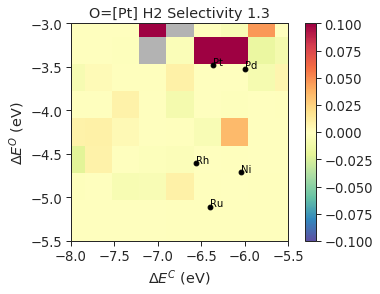 O=[Pt] H2 Selectivity 1.3
ΔE^O (eV)
−3.0
−3.5
−4.0
−4.5
−5.0
−5.5
Pt
Pd
Rh
Ni
Ru
−8.0 −7.5 −7.0 −6.5 −6.0 −5.5
ΔE^C (eV)
0.100
0.075
0.050
0.025
0.000
−0.025
−0.050
−0.075
−0.100